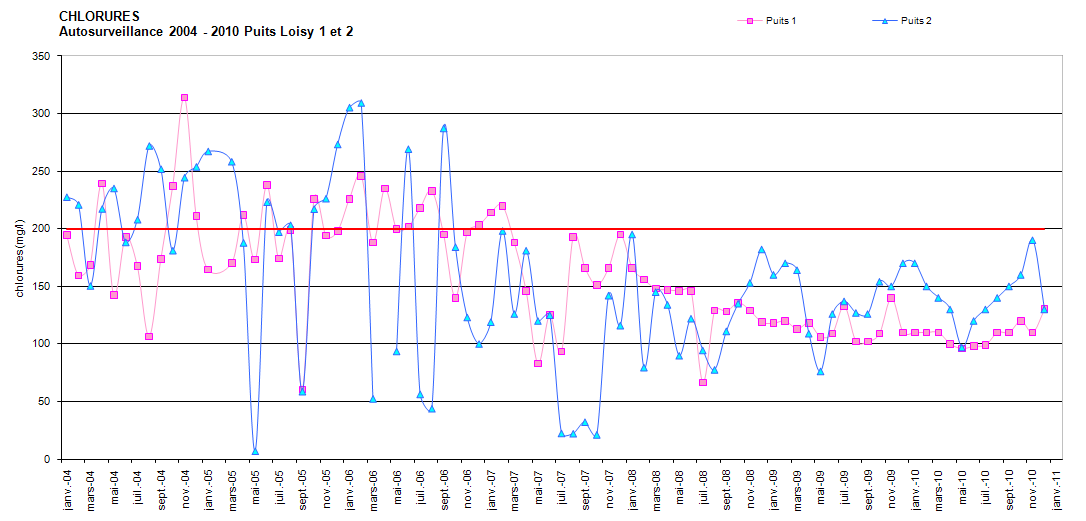 CHLORURES
Autosurveillance 2004 - 2010 Puits Loisy 1 et 2
Puits 1
Puits 2
chlorures(mg/l)
350
300
250
200
150
100
50
0
janv.-04
mars-04
mai-04
juil.-04
sept.-04
nov.-04
janv.-05
mars-05
mai-05
juil.-05
sept.-05
nov.-05
janv.-06
mars-06
mai-06
juil.-06
sept.-06
nov.-06
janv.-07
mars-07
mai-07
juil.-07
sept.-07
nov.-07
janv.-08
mars-08
mai-08
juil.-08
sept.-08
nov.-08
janv.-09
mars-09
mai-09
juil.-09
sept.-09
nov.-09
janv.-10
mars-10
mai-10
juil.-10
sept.-10
nov.-10
janv.-11